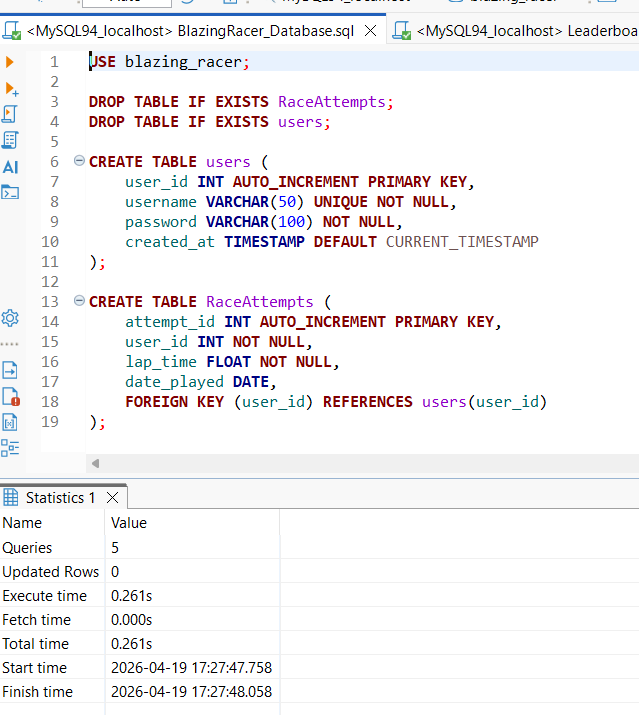 <MySQL94_localhost> BlazingRacer_Database.sql
<MySQL94_localhost> Leaderboa
1 USE blazing_racer;
2
3 DROP TABLE IF EXISTS RaceAttempts;
4 DROP TABLE IF EXISTS users;
5
6 CREATE TABLE users (
7 user_id INT AUTO_INCREMENT PRIMARY KEY,
8 username VARCHAR(50) UNIQUE NOT NULL,
9 password VARCHAR(100) NOT NULL,
10 created_at TIMESTAMP DEFAULT CURRENT_TIMESTAMP
11 );
12
13 CREATE TABLE RaceAttempts (
14 attempt_id INT AUTO_INCREMENT PRIMARY KEY,
15 user_id INT NOT NULL,
16 lap_time FLOAT NOT NULL,
17 date_played DATE,
18 FOREIGN KEY (user_id) REFERENCES users(user_id)
19 );
AI
Statistics 1
Name Value
Queries 5
Updated Rows 0
Execute time 0.261s
Fetch time 0.000s
Total time 0.261s
Start time 2026-04-19 17:27:47.758
Finish time 2026-04-19 17:27:48.058